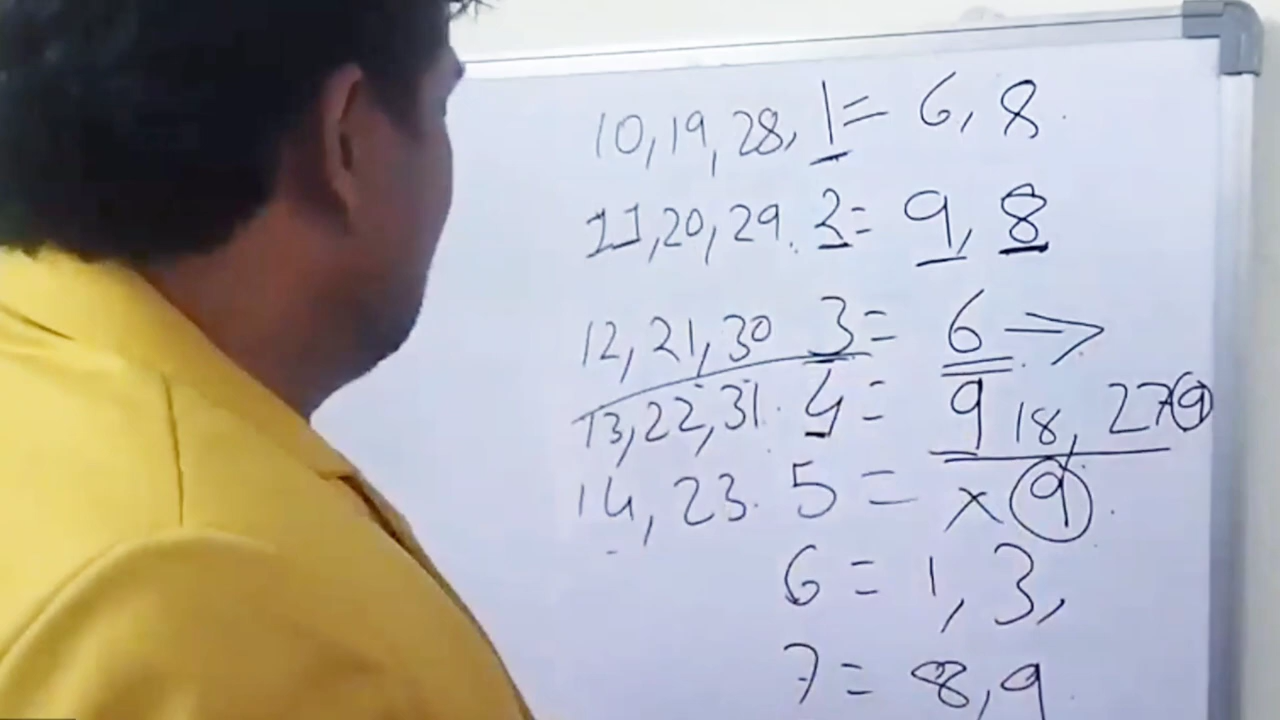 10, 19, 28, 1 = 6, 8
11, 20, 29. 2 = 9, 8
12, 21, 30 3 = 6 →
13, 22, 31. 4 = 9 18, 27 9
14, 23. 5 = x 9
6 = 1, 3,
7 = 8, 9